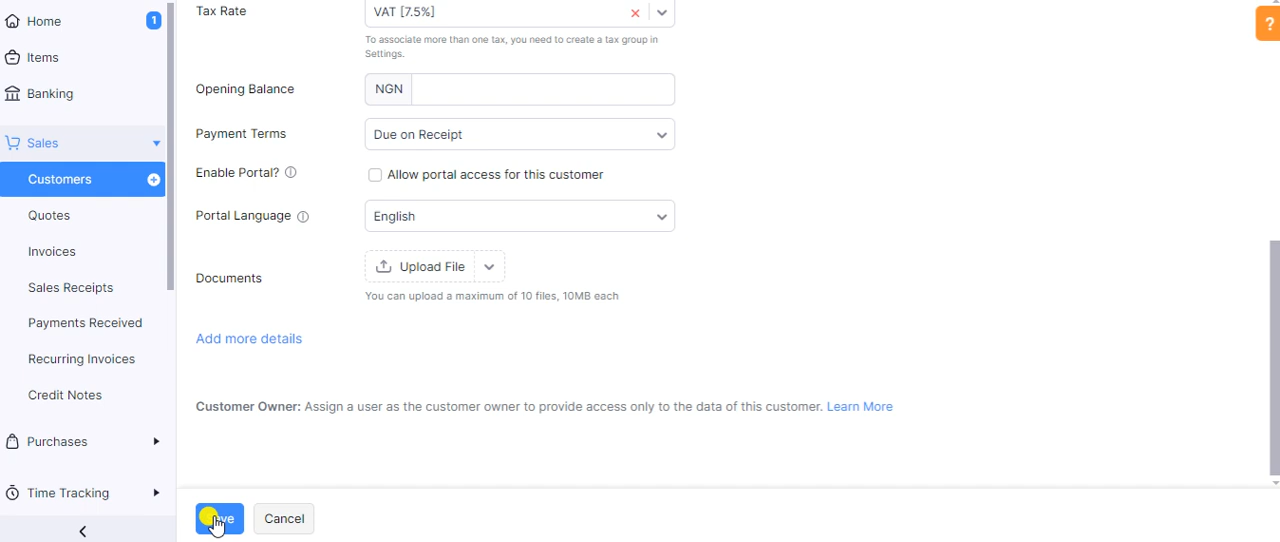 Home
1
Items
Banking
Sales
Customers
Quotes
Invoices
Sales Receipts
Payments Received
Recurring Invoices
Credit Notes
Purchases
Time Tracking
Tax Rate
VAT [7.5%]
To associate more than one tax, you need to create a tax group in
Settings.
Opening Balance
NGN
Payment Terms
Due on Receipt
Enable Portal?
Allow portal access for this customer
Portal Language
English
Documents
Upload File
You can upload a maximum of 10 files, 10MB each
Add more details
Customer Owner: Assign a user as the customer owner to provide access only to the data of this customer. Learn More
Cancel
?